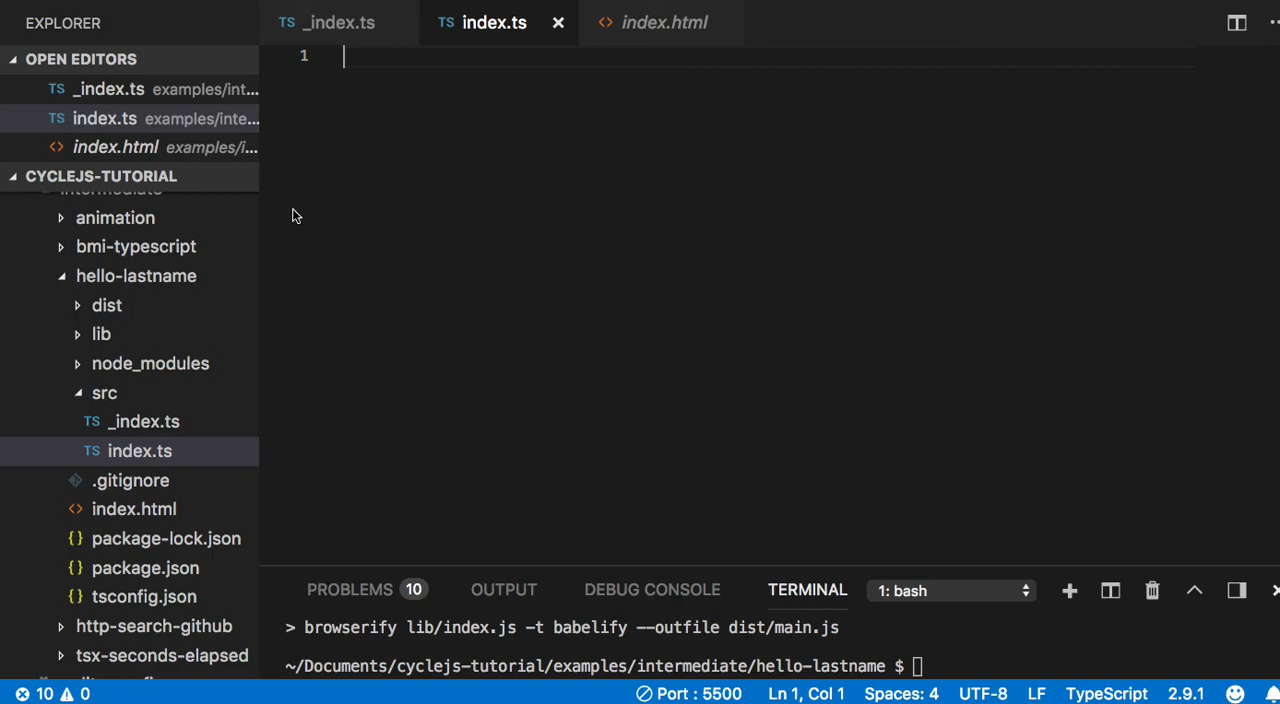 EXPLORER
TS _index.ts
TS index.ts ×
<> index.html
OPEN EDITORS
TS _index.ts examples/int...
TS index.ts examples/inte...
<> index.html examples/i...
CYCLEJS-TUTORIAL
intermediate
animation
bmi-typescript
hello-lastname
dist
lib
node_modules
src
TS _index.ts
TS index.ts
.gitignore
<> index.html
{} package-lock.json
{} package.json
{} tsconfig.json
http-search-github
tsx-seconds-elapsed
1
PROBLEMS 10 OUTPUT DEBUG CONSOLE TERMINAL 1: bash
> browserify lib/index.js -t babelify --outfile dist/main.js
~/Documents/cyclejs-tutorial/examples/intermediate/hello-lastname $
10 0 Port : 5500 Ln 1, Col 1 Spaces: 4 UTF-8 LF TypeScript 2.9.1